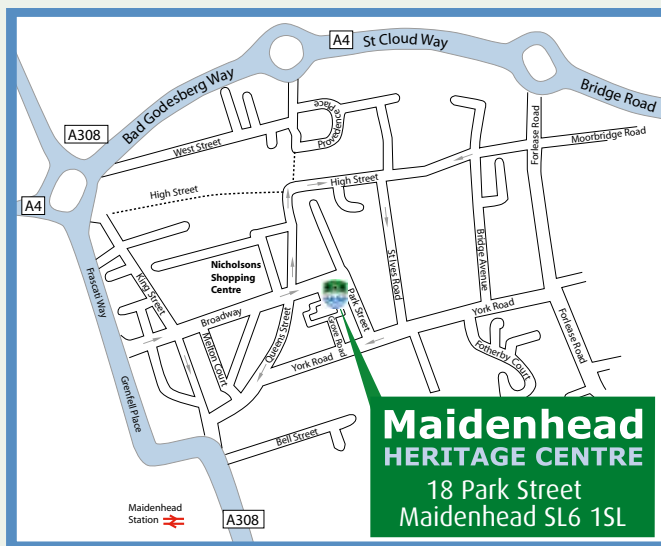 A4
St Cloud Way
Bad Godesberg Way
Bridge Road
A308
Providence Place
West Street
Forlease Road
Moorbridge Road
High Street
High Street
A4
King Street
St Ives Road
Bridge Avenue
Nicholsons
Shopping
Centre
Frascati Way
Broadway
Park Street
York Road
Queens Street
Grove Road
Melton Court
York Road
Fotherby Court
Forlease Road
Grenfell Place
Bell Street
Maidenhead
HERITAGE CENTRE
18 Park Street
Maidenhead SL6 1SL
Maidenhead
Station
A308